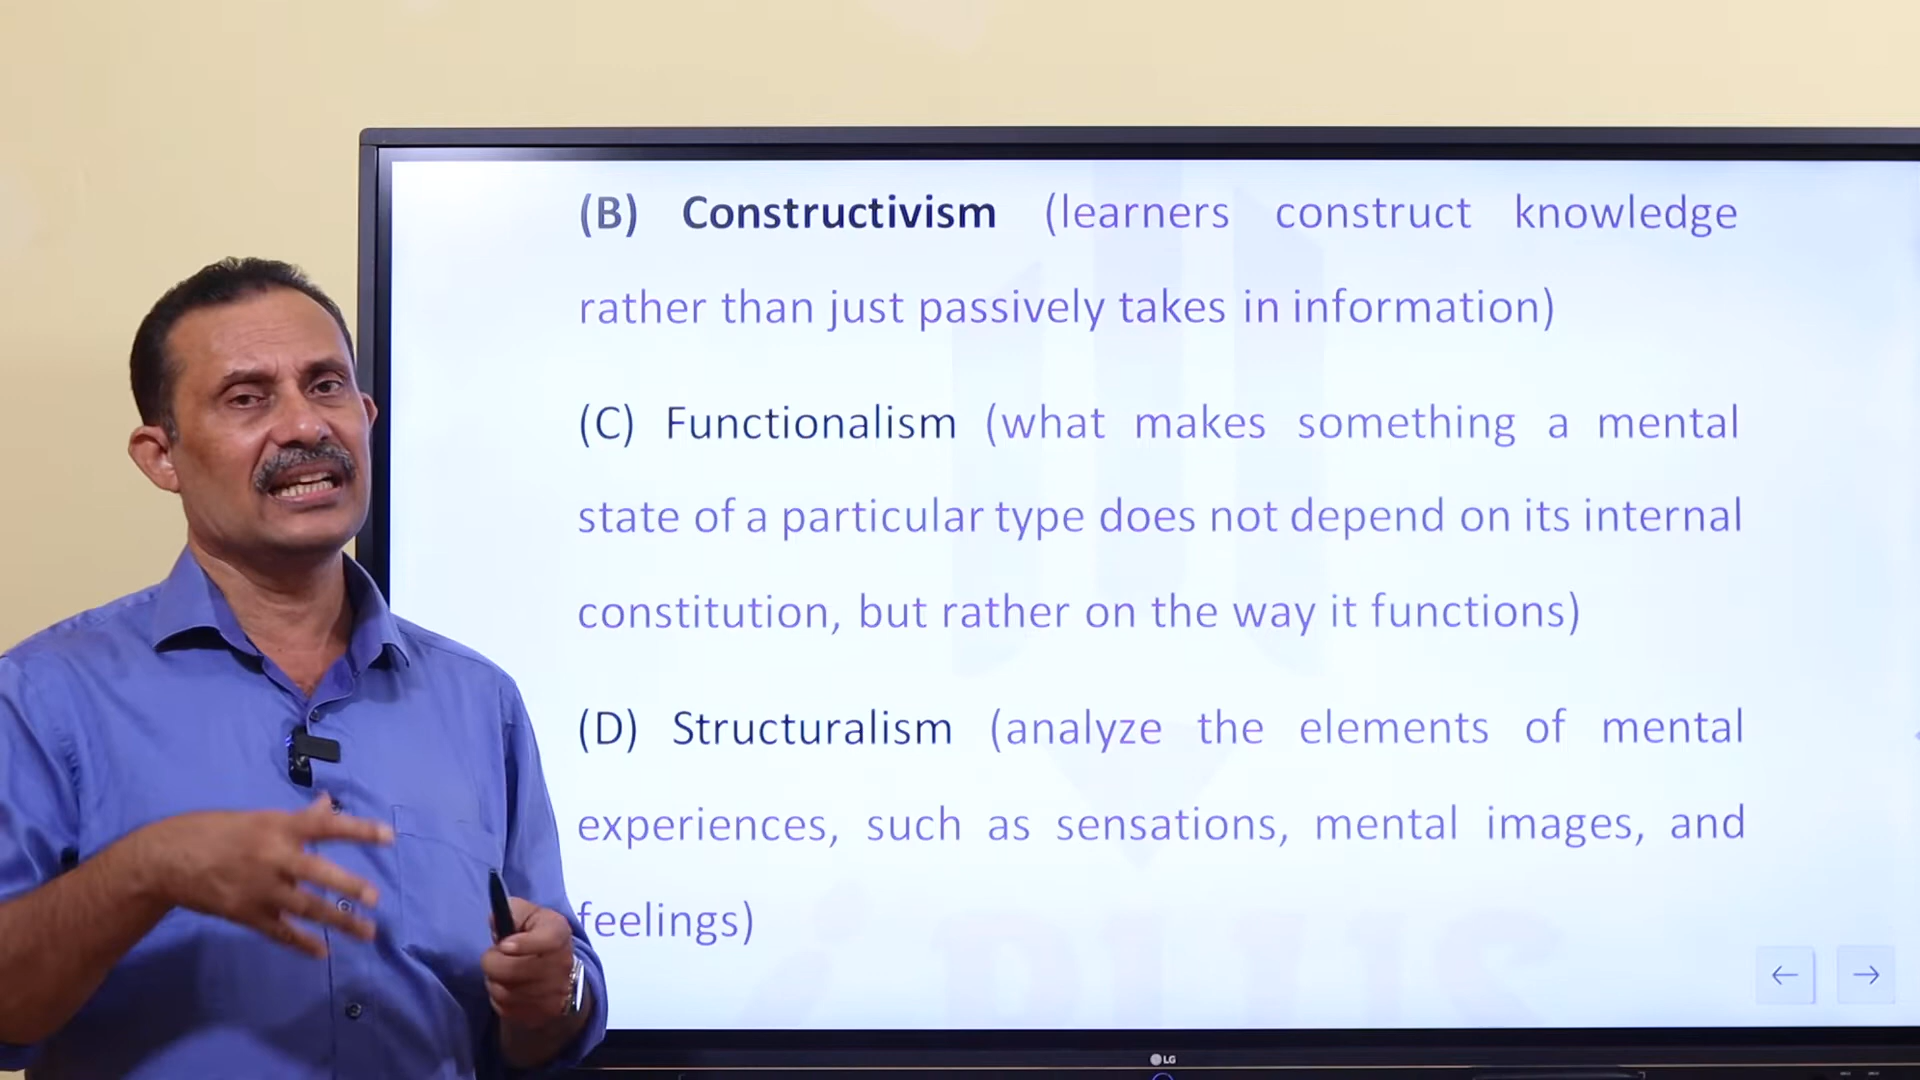 (B) Constructivism (learners construct knowledge
rather than just passively takes in information)
(C) Functionalism (what makes something a mental
state of a particular type does not depend on its internal
constitution, but rather on the way it functions)
(D) Structuralism (analyze the elements of mental
experiences, such as sensations, mental images, and
feelings)
i PLUS
LG